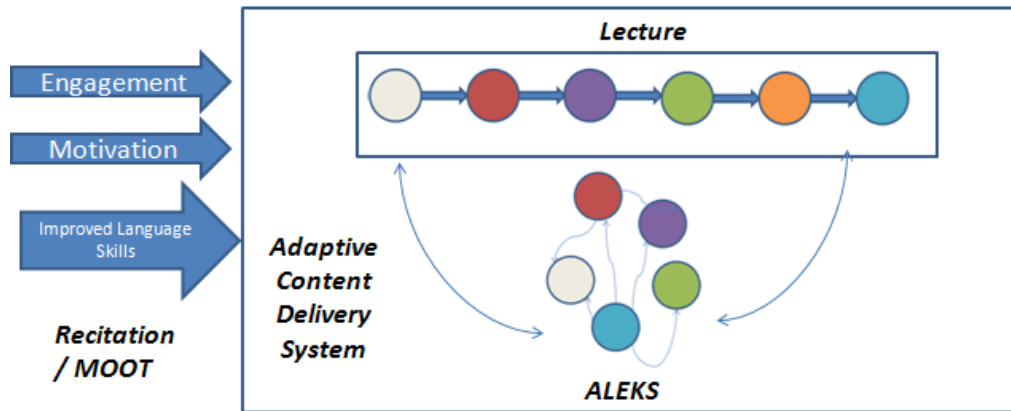 Lecture
Engagement
Motivation
Improved Language
Skills
Adaptive
Content
Delivery
System
Recitation
/ MOOT
ALEKS